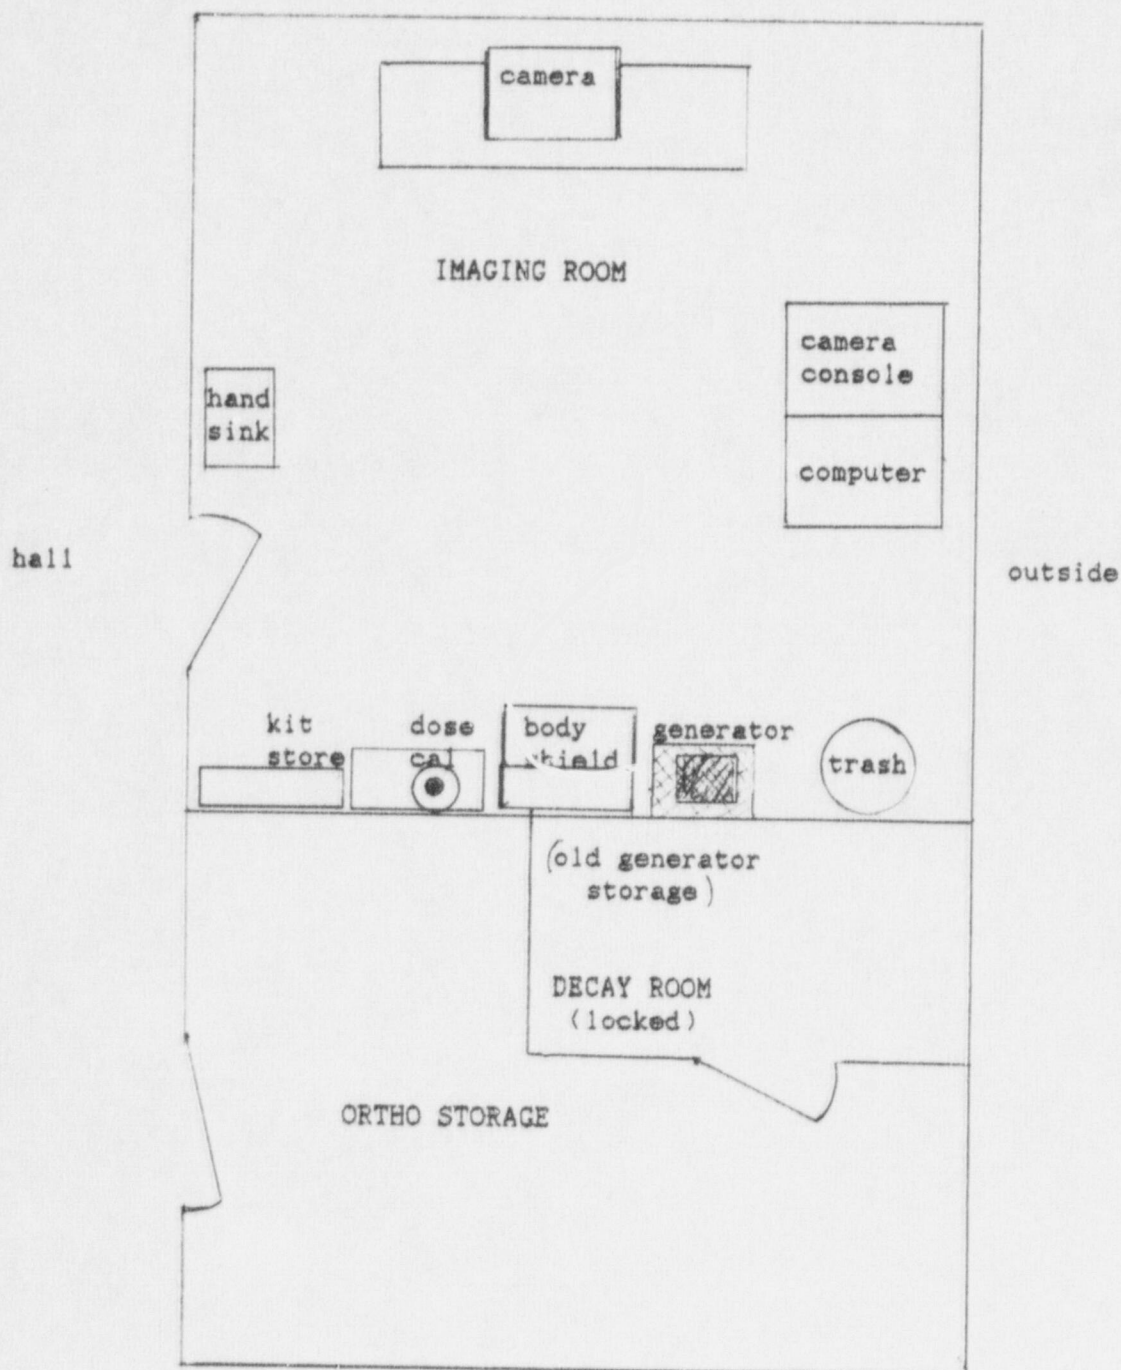 camera
IMAGING ROOM
camera
console
hand
sink
computer
hall
outside
kit
store
dose
cal
body
shield
generator
trash
(old generator
storage)
DECAY ROOM
(locked)
ORTHO STORAGE